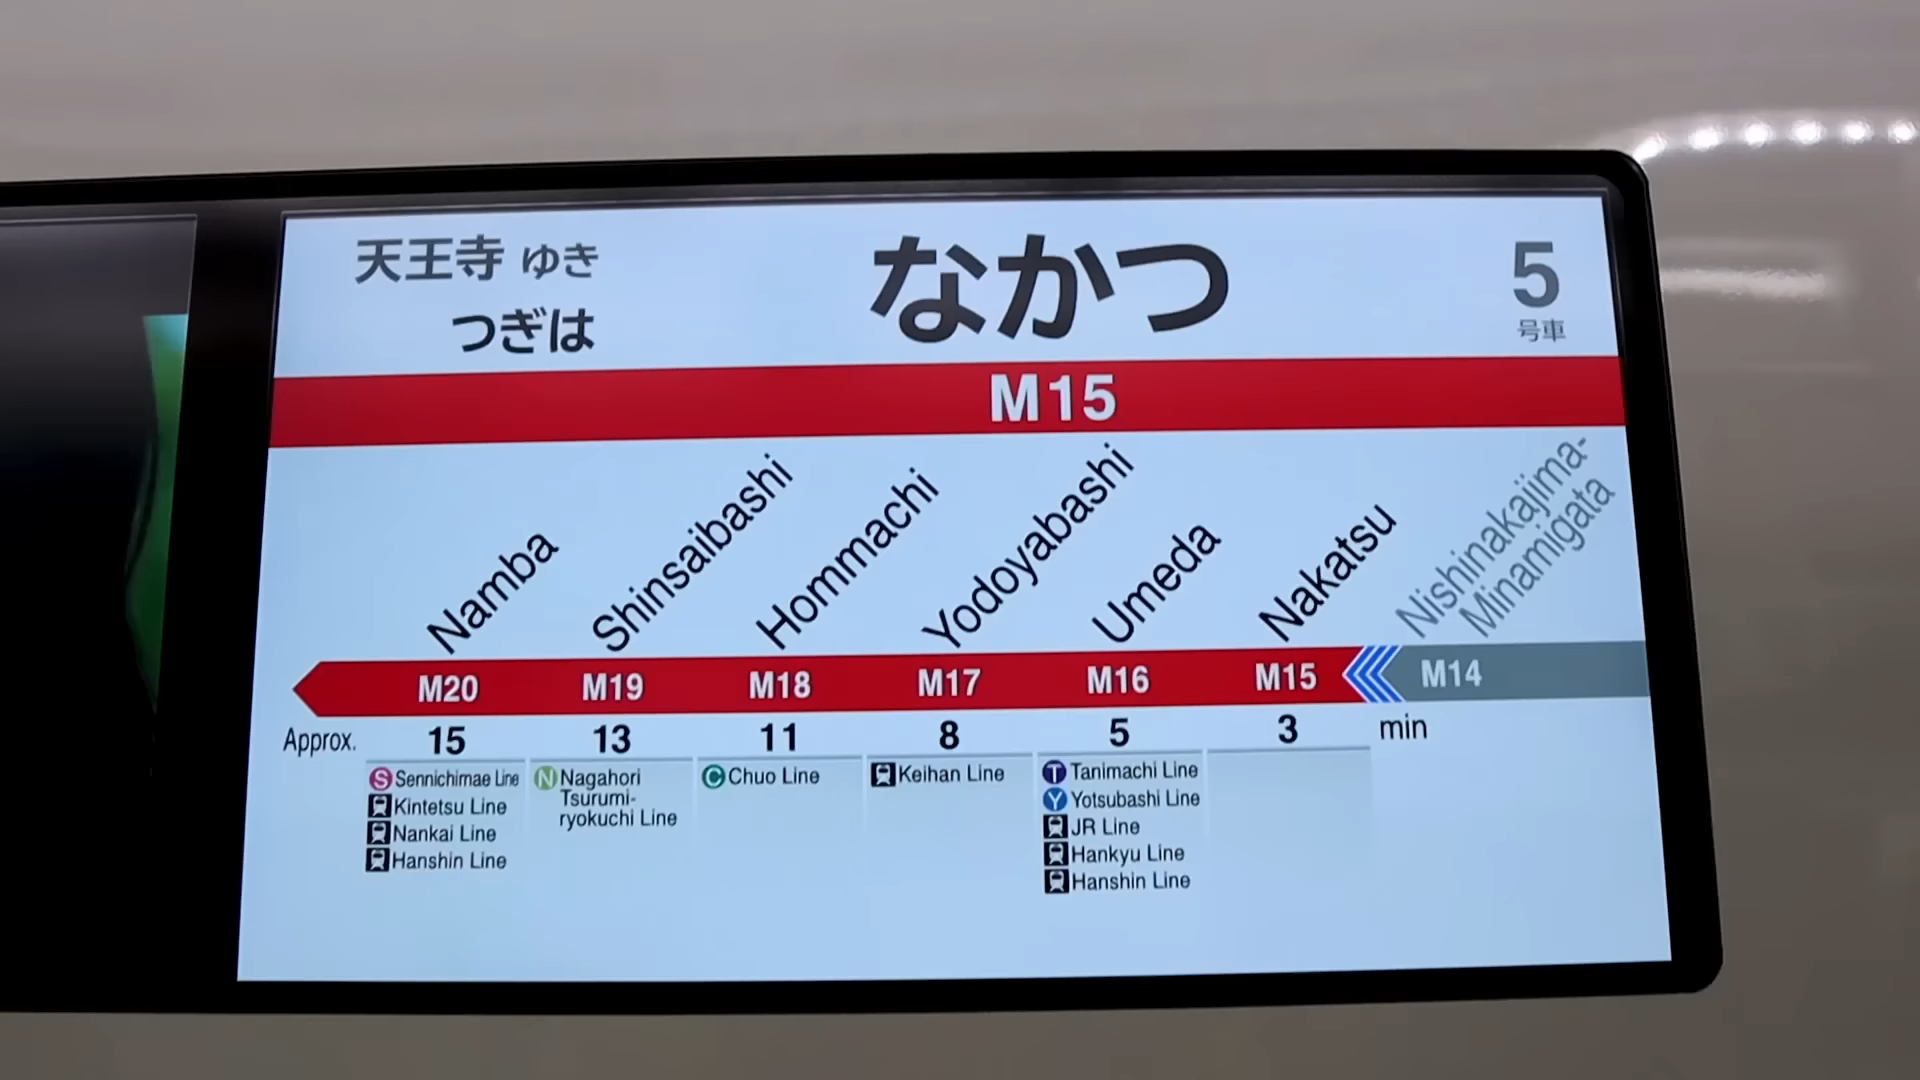 天王寺 ゆき
つぎは
なかつ
5
号車
M15
Namba
Shinsaibashi
Hommachi
Yodoyabashi
Umeda
Nakatsu
Nishinakajima-
Minamigata
M20 M19 M18 M17 M16 M15 M14
Approx. 15 13 11 8 5 3 min
S Sennichimae Line
Kintetsu Line
Nankai Line
Hanshin Line
N Nagahori
Tsurumi-
ryokuchi Line
C Chuo Line
Keihan Line
T Tanimachi Line
Y Yotsubashi Line
JR Line
Hankyu Line
Hanshin Line